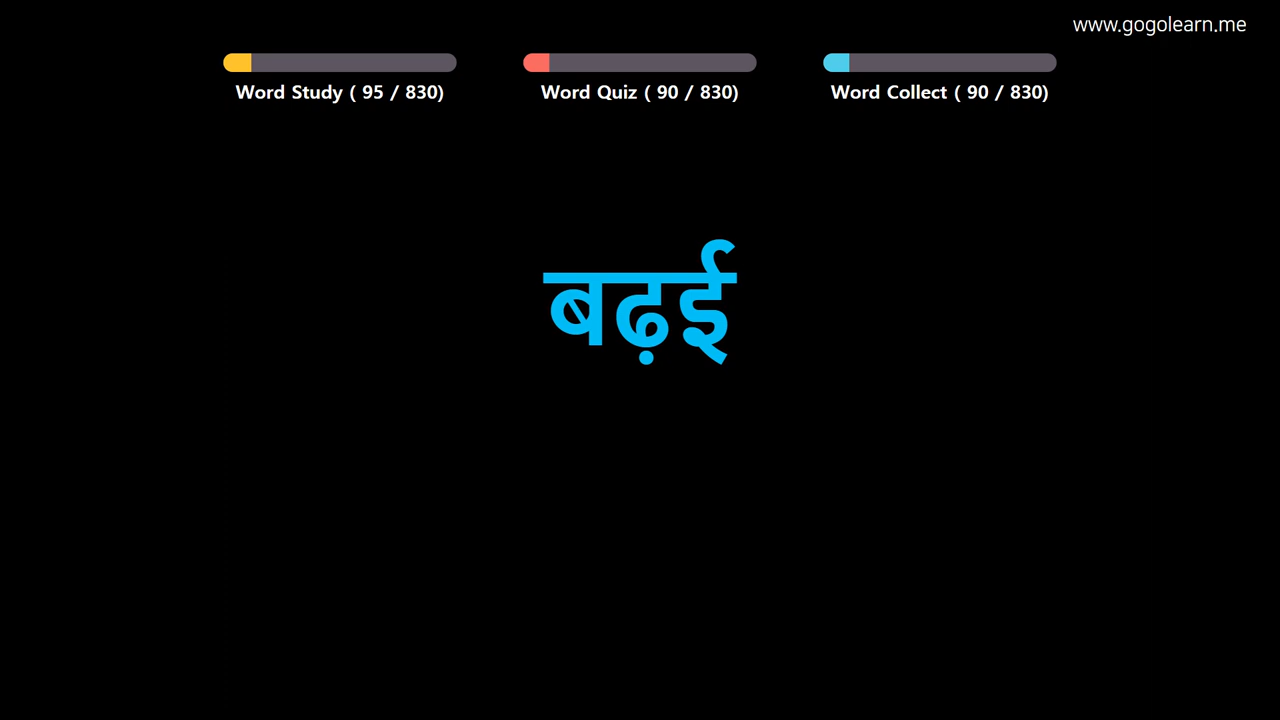 www.gogolearn.me
Word Study ( 95 / 830)
Word Quiz ( 90 / 830)
Word Collect ( 90 / 830)
बढ़ई